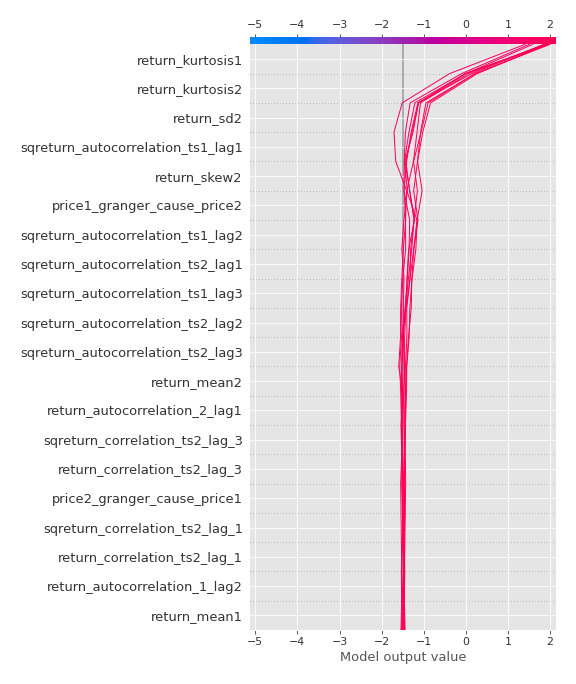 −5 −4 −3 −2 −1 0 1 2
return_kurtosis1
return_kurtosis2
return_sd2
sqreturn_autocorrelation_ts1_lag1
return_skew2
price1_granger_cause_price2
sqreturn_autocorrelation_ts1_lag2
sqreturn_autocorrelation_ts2_lag1
sqreturn_autocorrelation_ts1_lag3
sqreturn_autocorrelation_ts2_lag2
sqreturn_autocorrelation_ts2_lag3
return_mean2
return_autocorrelation_2_lag1
sqreturn_correlation_ts2_lag_3
return_correlation_ts2_lag_3
price2_granger_cause_price1
sqreturn_correlation_ts2_lag_1
return_correlation_ts2_lag_1
return_autocorrelation_1_lag2
return_mean1
−5 −4 −3 −2 −1 0 1 2
Model output value